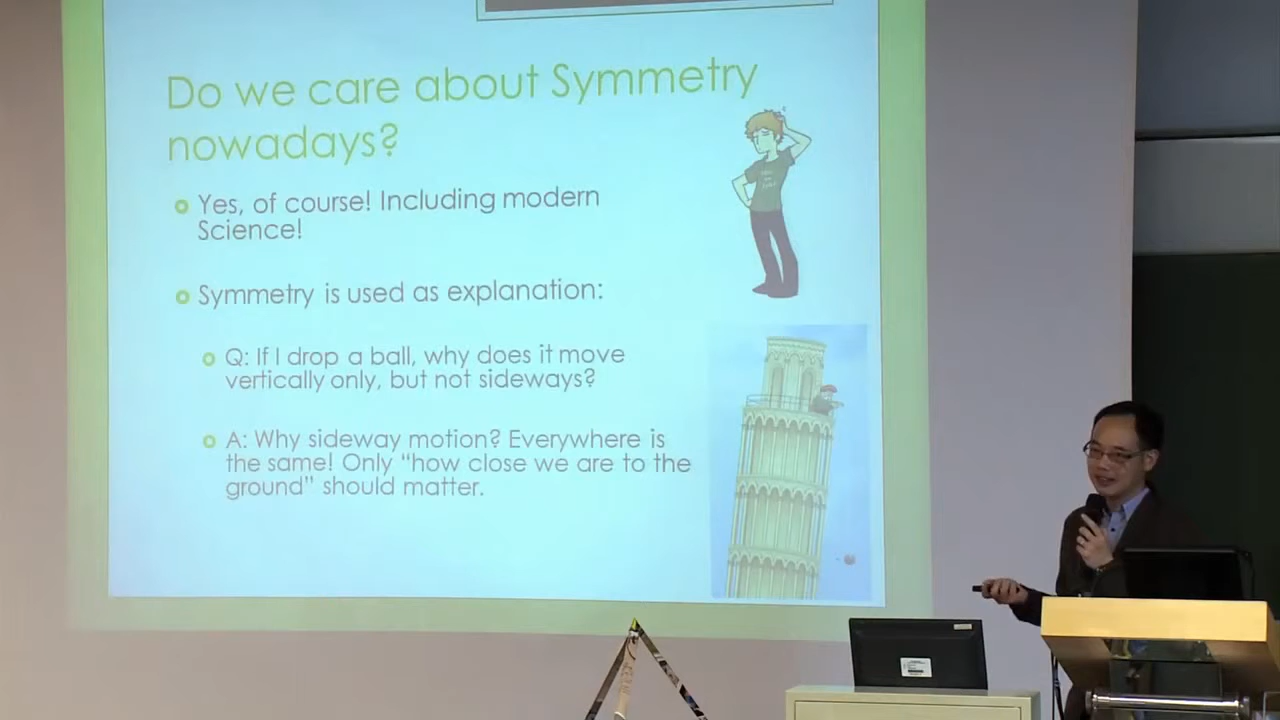 Do we care about Symmetry
nowadays?
Yes, of course! Including modern
Science!
Symmetry is used as explanation:
Q: If I drop a ball, why does it move
vertically only, but not sideways?
A: Why sideway motion? Everywhere is
the same! Only “how close we are to the
ground” should matter.